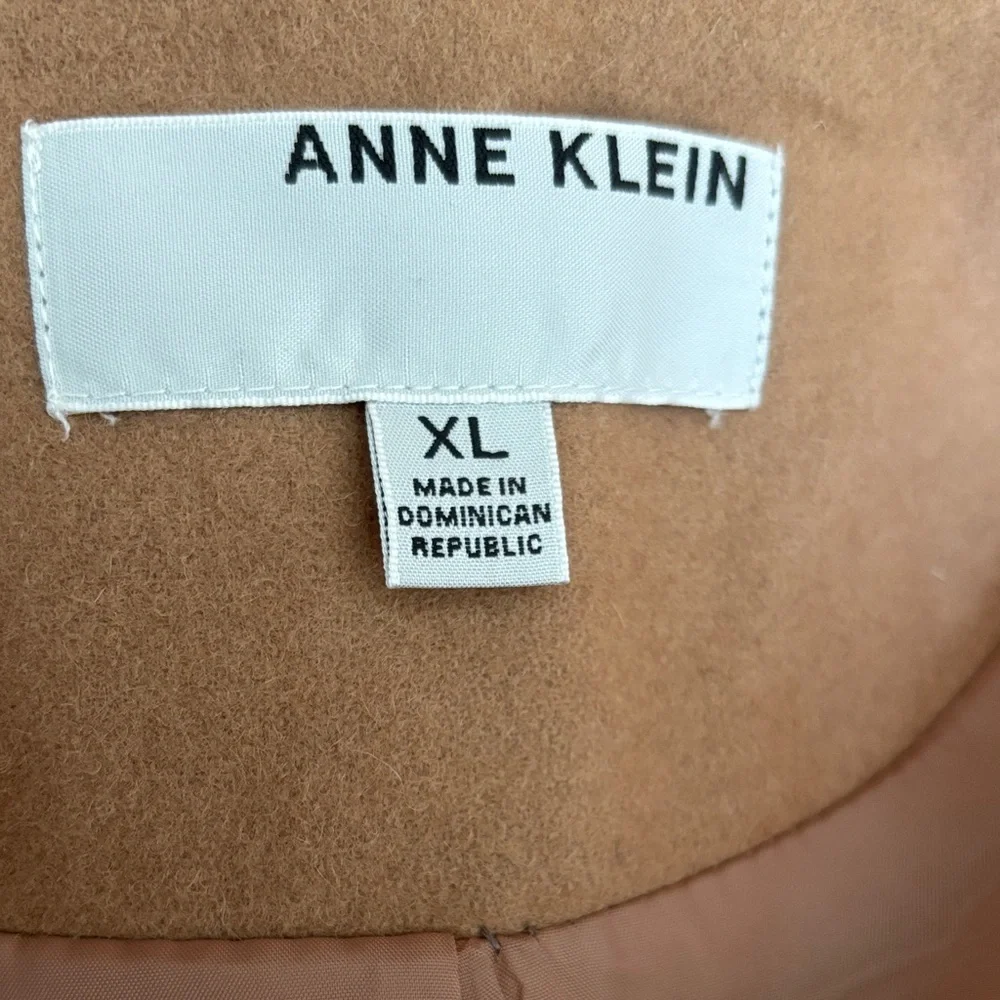 ANNE KLEIN
XL
MADE IN
DOMINICAN
REPUBLIC